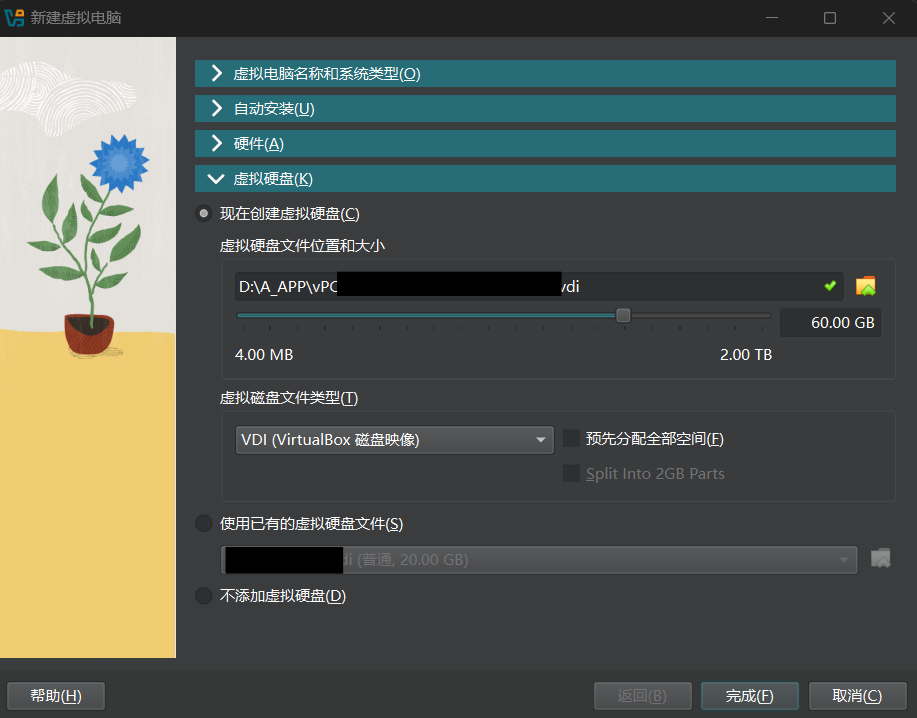 新建虚拟电脑
虚拟电脑名称和系统类型(O)
自动安装(U)
硬件(A)
虚拟硬盘(K)
现在创建虚拟硬盘(C)
虚拟硬盘文件位置和大小
D:\A_APP\vPC vdi
60.00 GB
4.00 MB 2.00 TB
虚拟磁盘文件类型(T)
VDI (VirtualBox 磁盘映像) 预先分配全部空间(F)
Split Into 2GB Parts
使用已有的虚拟硬盘文件(S)
di (普通, 20.00 GB)
不添加虚拟硬盘(D)
帮助(H) 返回(B) 完成(F) 取消(C)